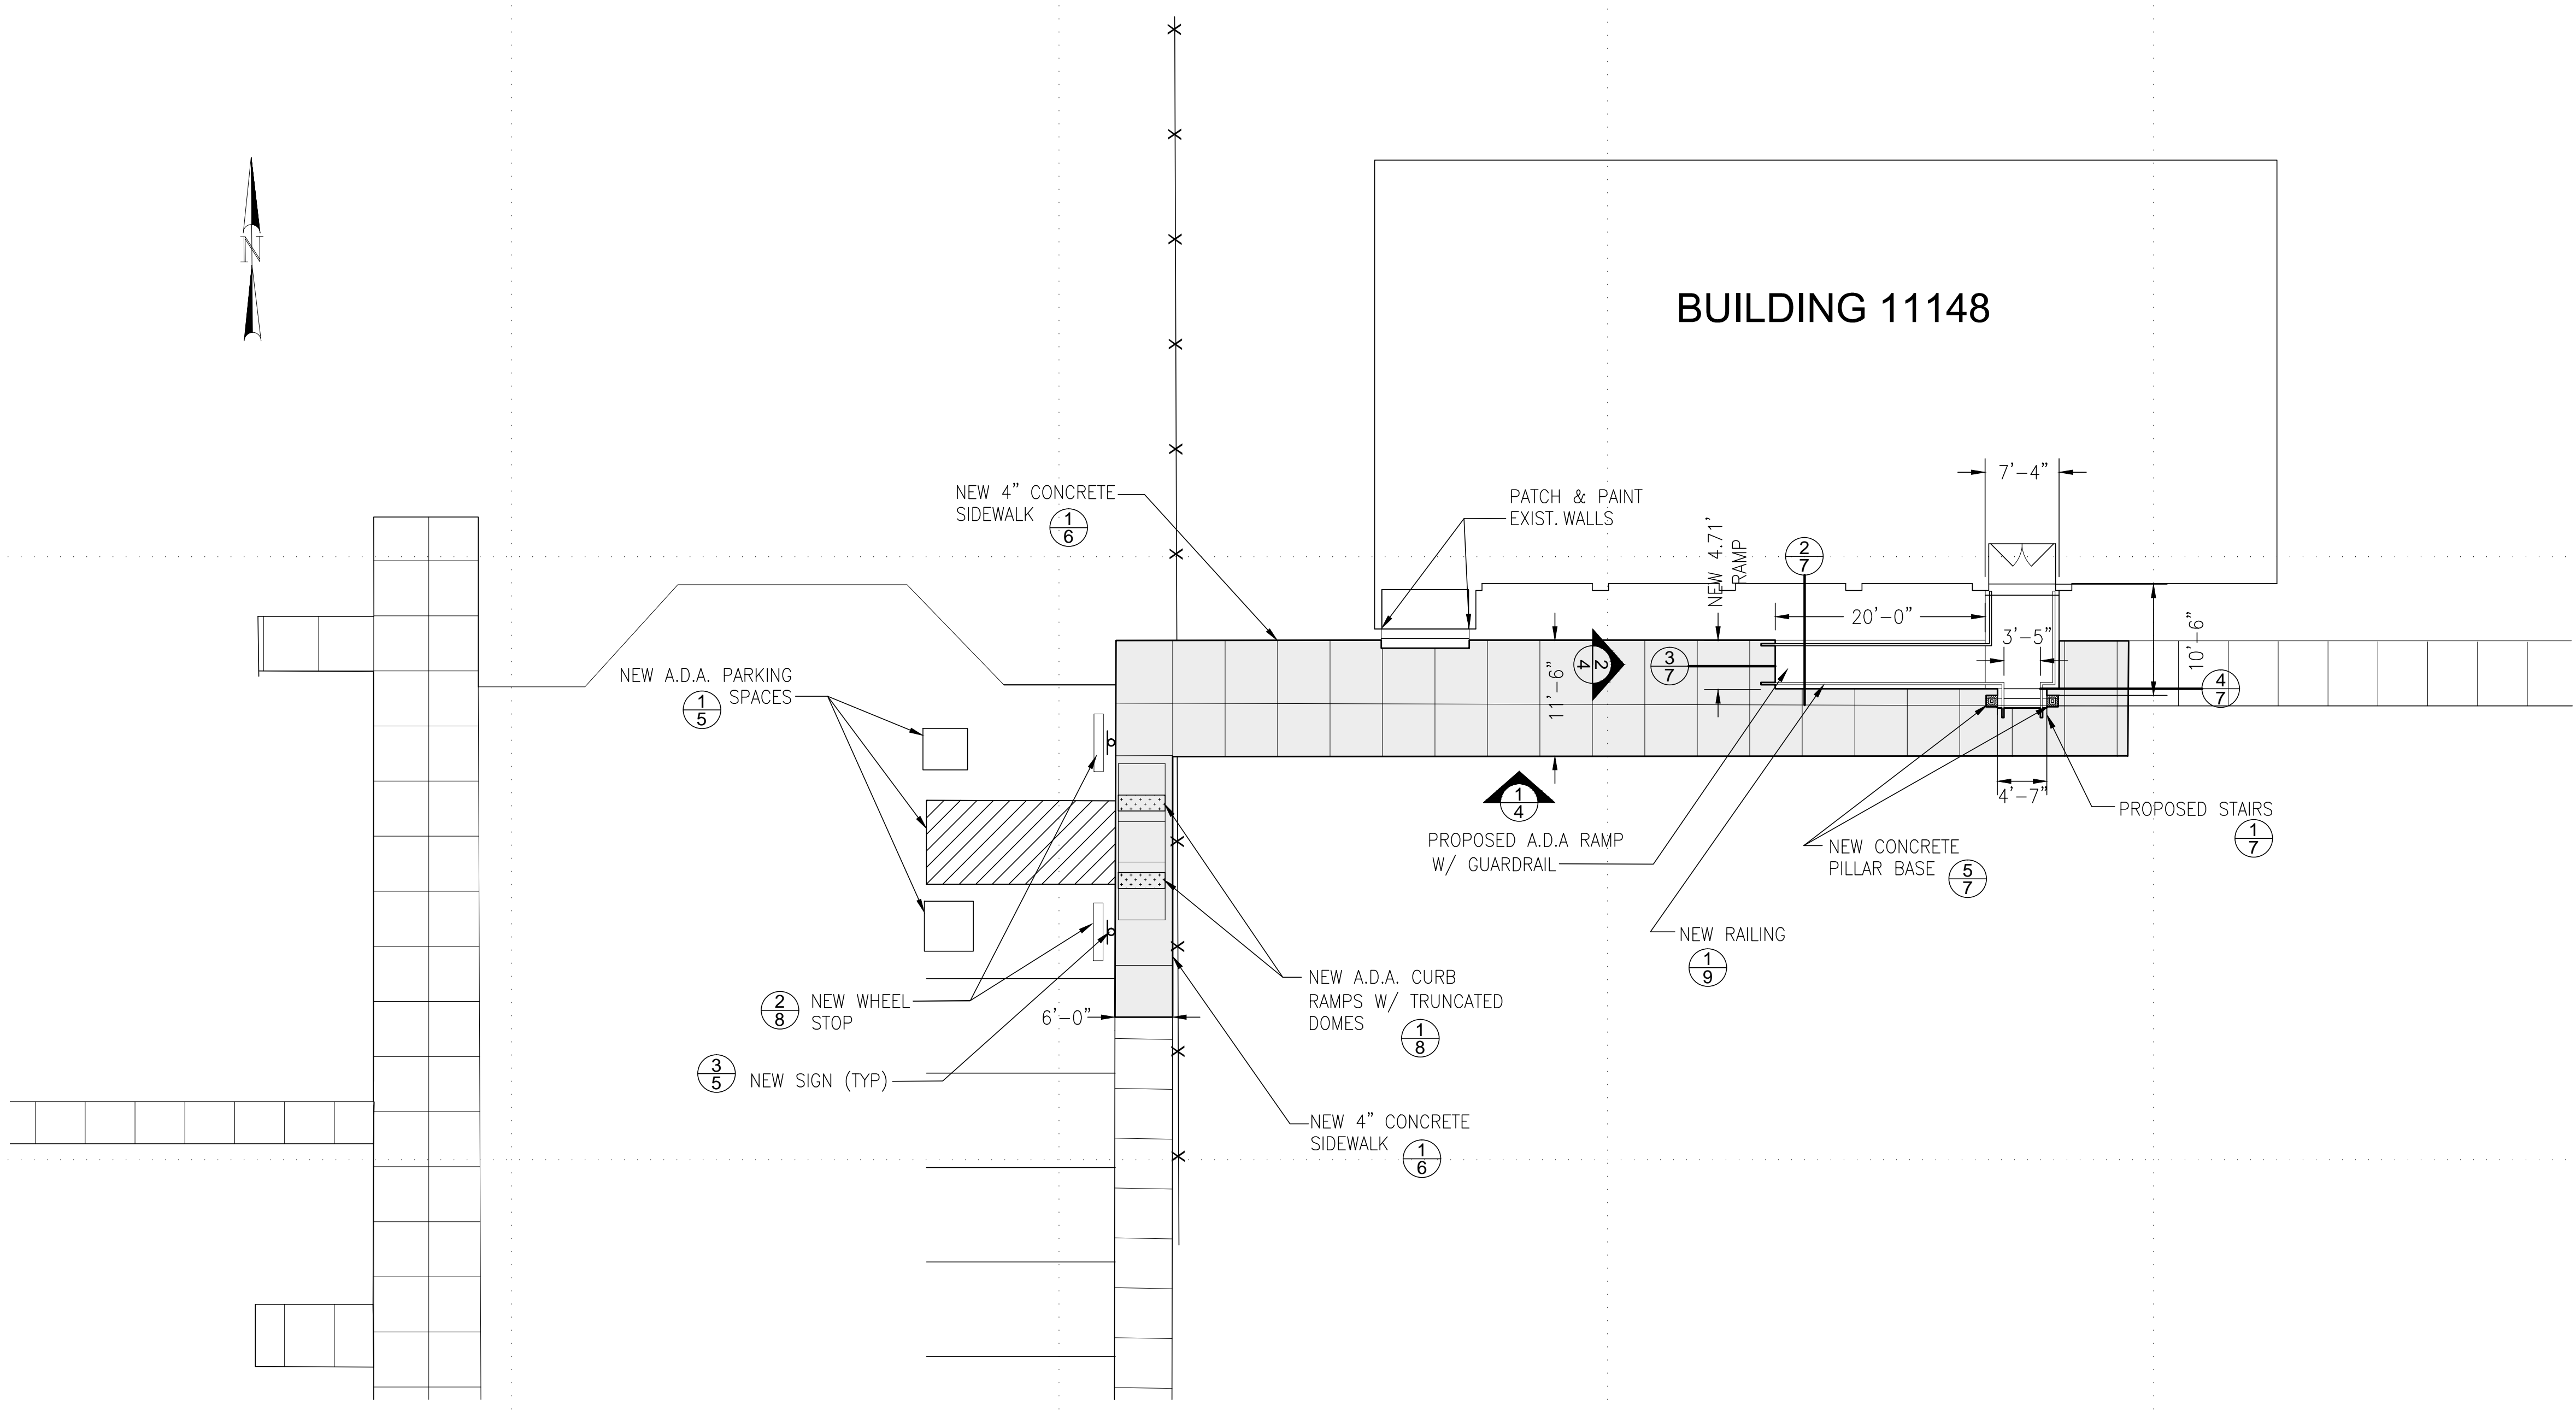 N
BUILDING 11148
7'-4"
NEW 4" CONCRETE
SIDEWALK
1
6
PATCH & PAINT
EXIST. WALLS
NEW 4.71'
RAMP
2
7
20'-0"
3'-5"
10'-6"
11'-6"
2
4
3
7
4
7
NEW A.D.A. PARKING
SPACES
1
5
1
4
4'-7"
PROPOSED STAIRS
1
7
PROPOSED A.D.A RAMP
W/ GUARDRAIL
NEW CONCRETE
PILLAR BASE
5
7
NEW RAILING
1
9
NEW A.D.A. CURB
RAMPS W/ TRUNCATED
DOMES
1
8
2
8
NEW WHEEL
STOP
6'-0"
3
5
NEW SIGN (TYP)
NEW 4" CONCRETE
SIDEWALK
1
6